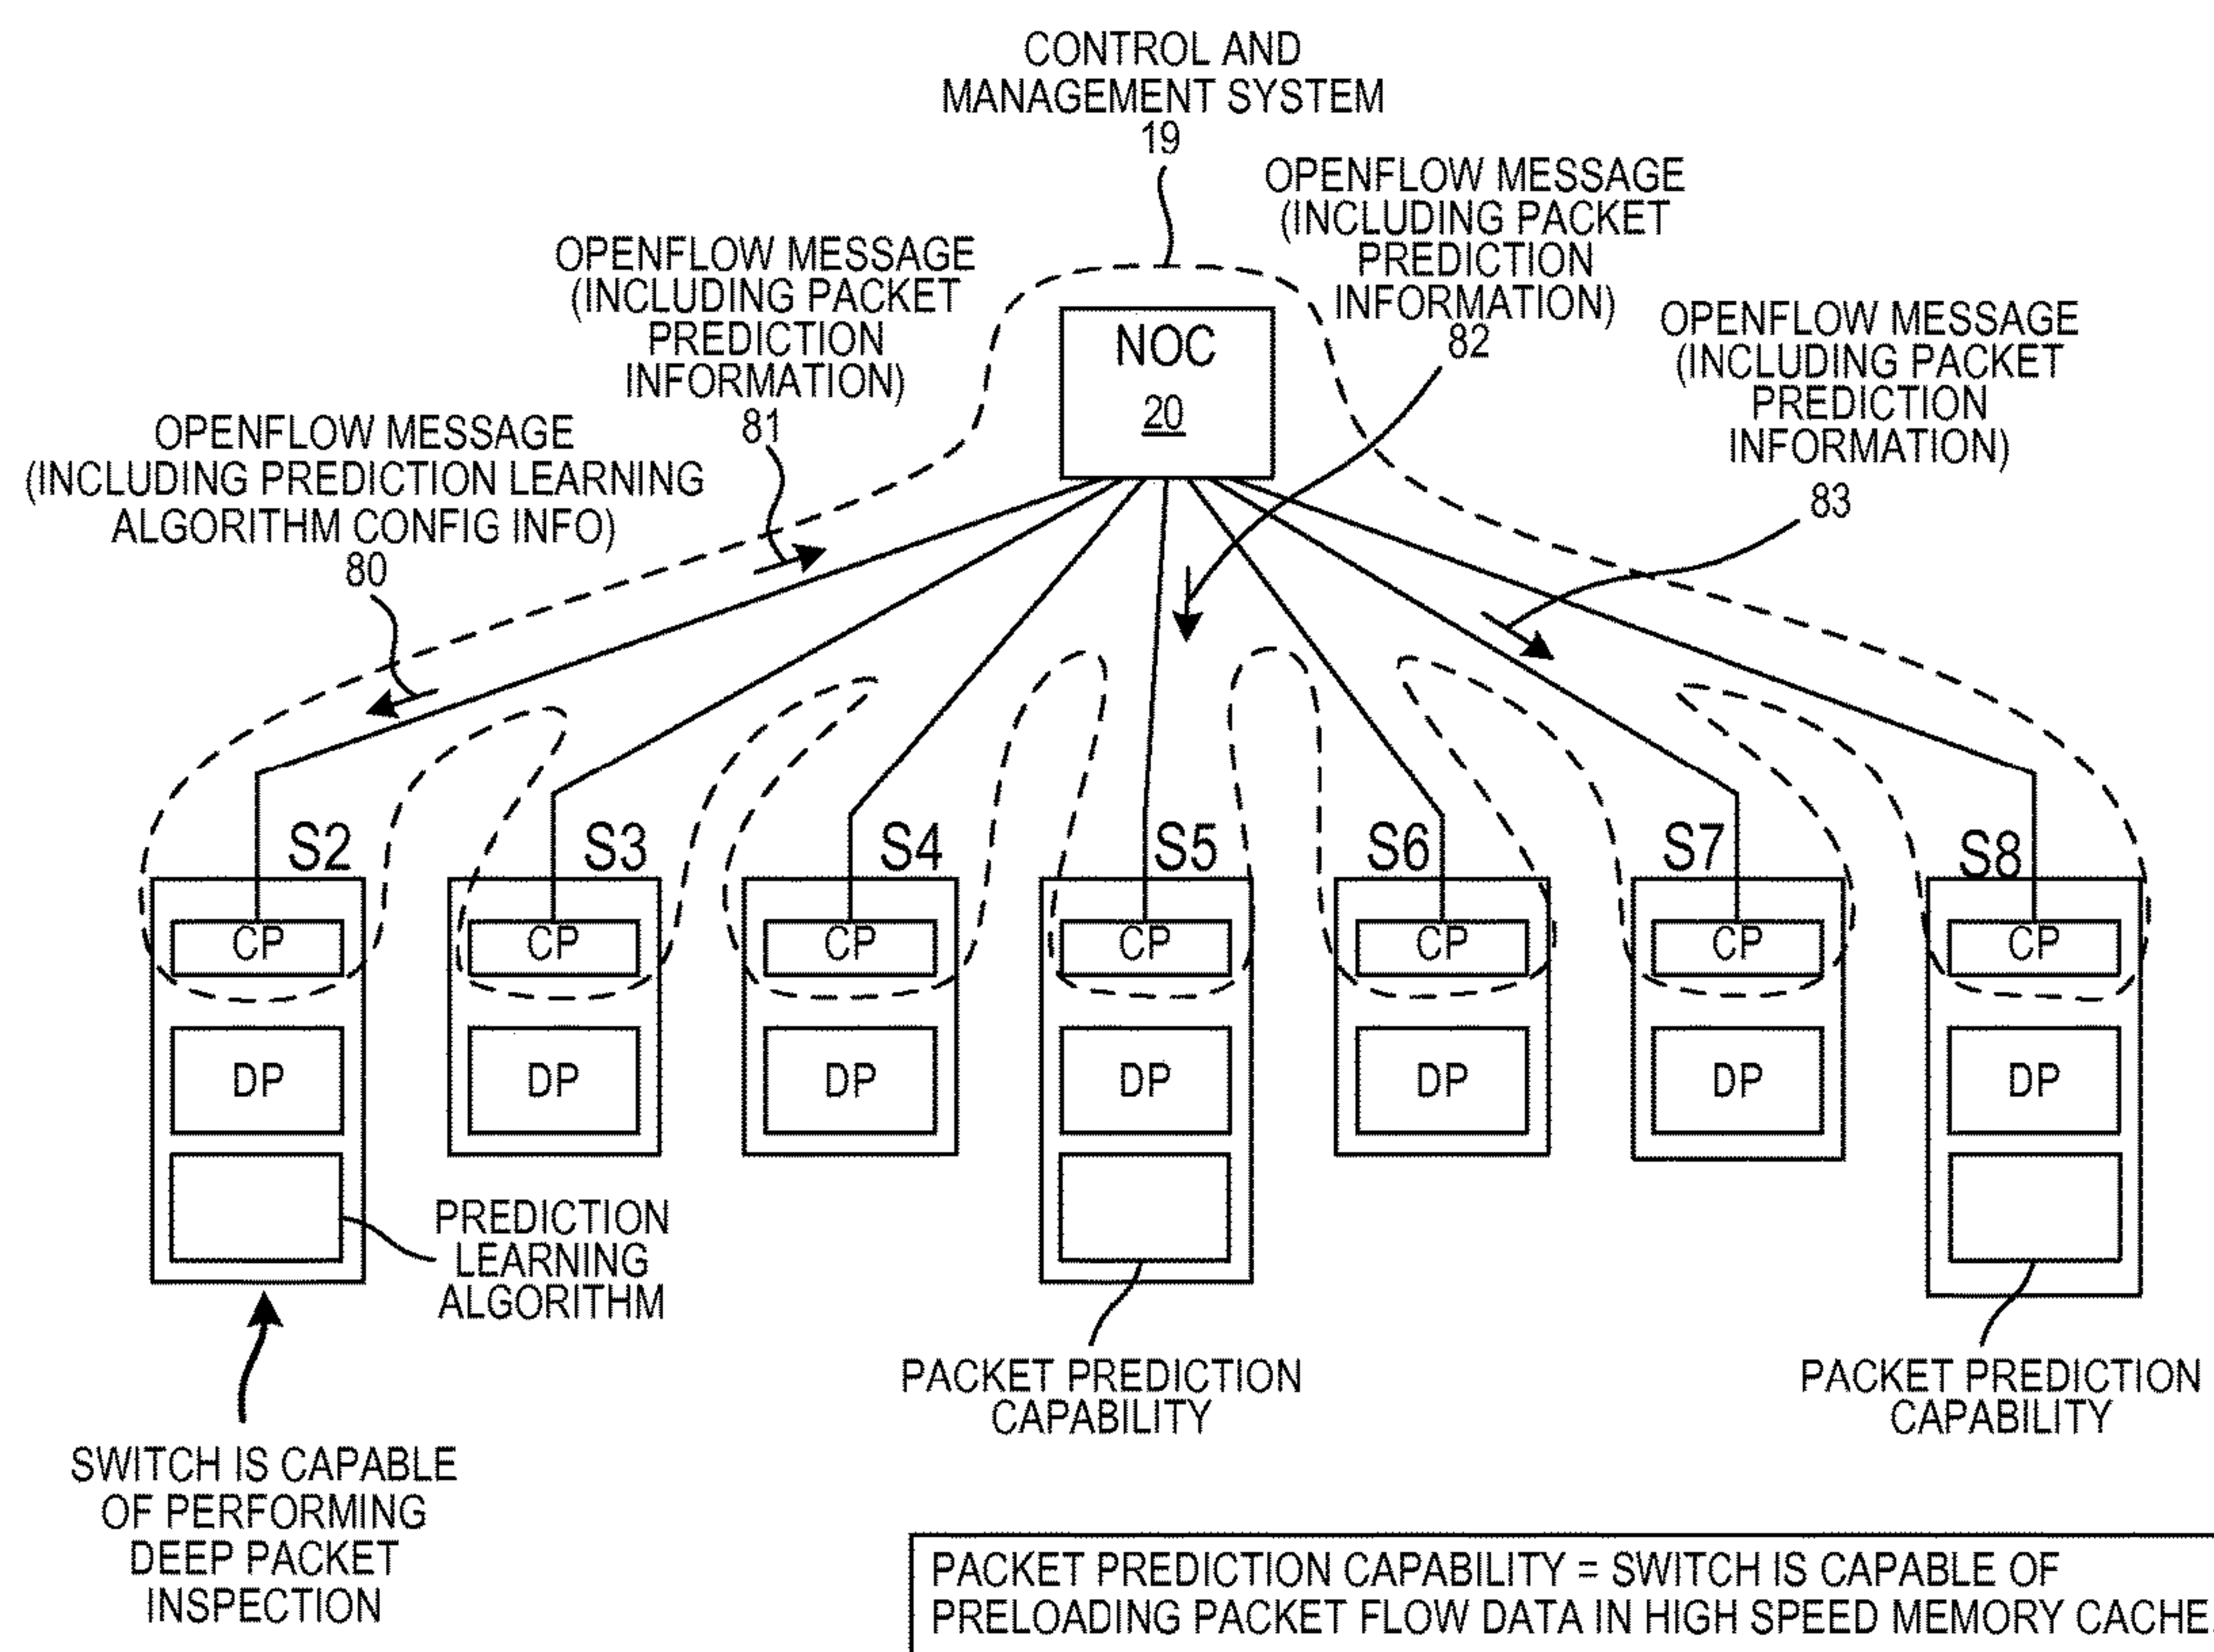 CONTROL AND
MANAGEMENT SYSTEM
19
OPENFLOW MESSAGE
(INCLUDING PACKET
PREDICTION
INFORMATION)
82
OPENFLOW MESSAGE
(INCLUDING PACKET
PREDICTION
INFORMATION)
81
OPENFLOW MESSAGE
(INCLUDING PACKET
PREDICTION
INFORMATION)
83
NOC
20
OPENFLOW MESSAGE
(INCLUDING PREDICTION LEARNING
ALGORITHM CONFIG INFO)
80
S2
S3
S4
S5
S6
S7
S8
CP
CP
CP
CP
CP
CP
CP
DP
DP
DP
DP
DP
DP
DP
PREDICTION
LEARNING
ALGORITHM
PACKET PREDICTION
CAPABILITY
PACKET PREDICTION
CAPABILITY
SWITCH IS CAPABLE
OF PERFORMING
DEEP PACKET
INSPECTION
PACKET PREDICTION CAPABILITY = SWITCH IS CAPABLE OF
PRELOADING PACKET FLOW DATA IN HIGH SPEED MEMORY CACHE.